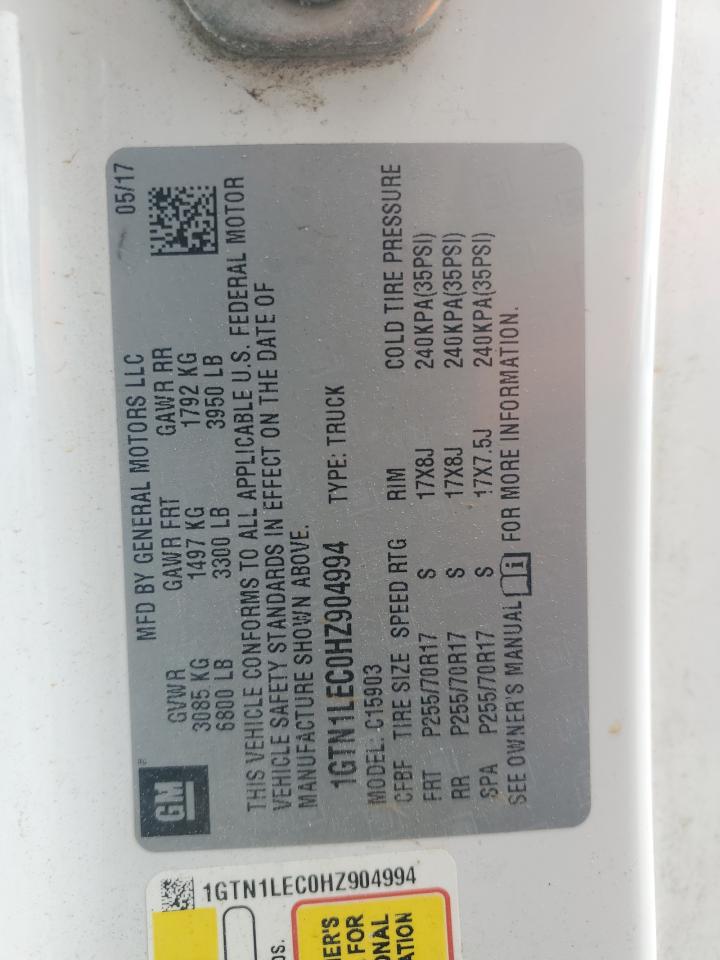 GM
MFD BY GENERAL MOTORS LLC 05/17
GVWR GAWR FRT GAWR RR
3085 KG 1497 KG 1792 KG
6800 LB 3300 LB 3950 LB
THIS VEHICLE CONFORMS TO ALL APPLICABLE U.S. FEDERAL MOTOR
VEHICLE SAFETY STANDARDS IN EFFECT ON THE DATE OF
MANUFACTURE SHOWN ABOVE.
1GTN1LEC0HZ904994 TYPE: TRUCK
MODEL: C15903
CFBF TIRE SIZE SPEED RTG RIM COLD TIRE PRESSURE
FRT P255/70R17 S 17X8J 240KPA(35PSI)
RR P255/70R17 S 17X8J 240KPA(35PSI)
SPA P255/70R17 S 17X7.5J 240KPA(35PSI)
SEE OWNER'S MANUAL FOR MORE INFORMATION.
1GTN1LEC0HZ904994
FOR